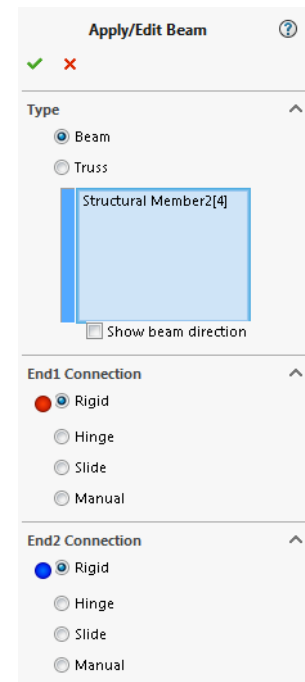 Apply/Edit Beam ?
Type
Beam
Truss
Structural Member2[4]
Show beam direction
End1 Connection
Rigid
Hinge
Slide
Manual
End2 Connection
Rigid
Hinge
Slide
Manual